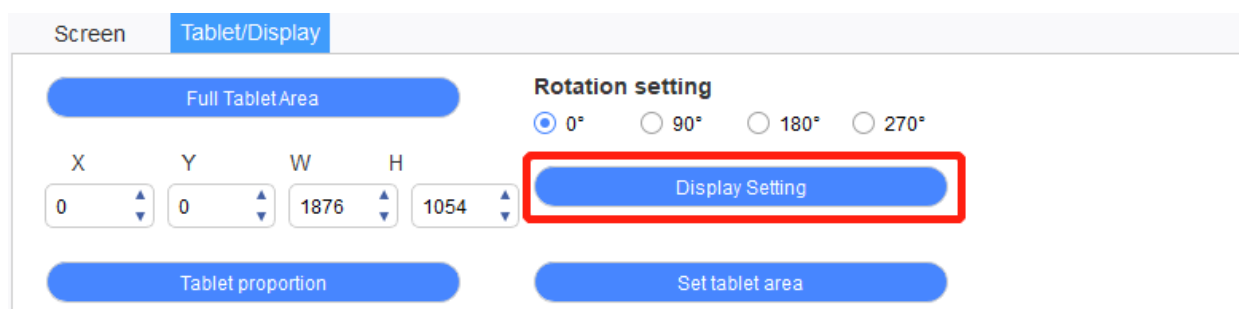 Screen Tablet/Display
Full Tablet Area
Rotation setting
0° 90° 180° 270°
X Y W H
0 0 1876 1054
Display Setting
Tablet proportion
Set tablet area